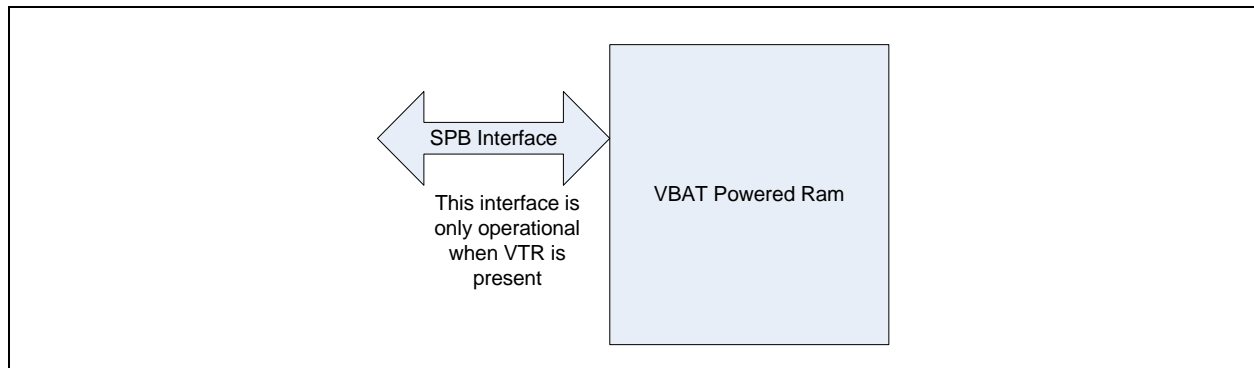 SPB Interface
This interface is
only operational
when VTR is
present
VBAT Powered Ram